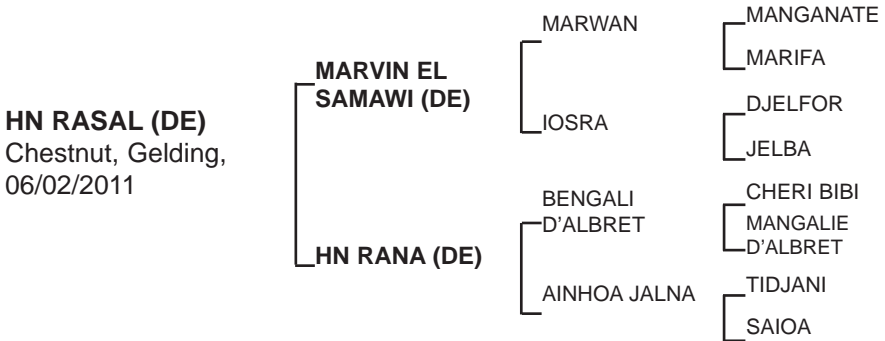 HN RASAL (DE)
Chestnut, Gelding,
06/02/2011
MARVIN EL
SAMAWI (DE)
HN RANA (DE)
MARWAN
IOSRA
BENGALI
D'ALBRET
AINHOA JALNA
MANGANATE
MARIFA
DJELFOR
JELBA
CHERI BIBI
MANGALIE
D'ALBRET
TIDJANI
SAIOA